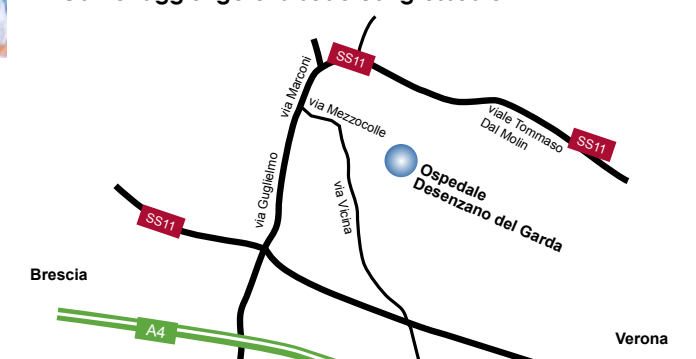 SS11
via Marconi
via Mezzocolle
viale Tommaso
Dal Molin
SS11
Ospedale
Desenzano del Garda
via Guglielmo
via Vicina
SS11
Brescia
A4
Verona